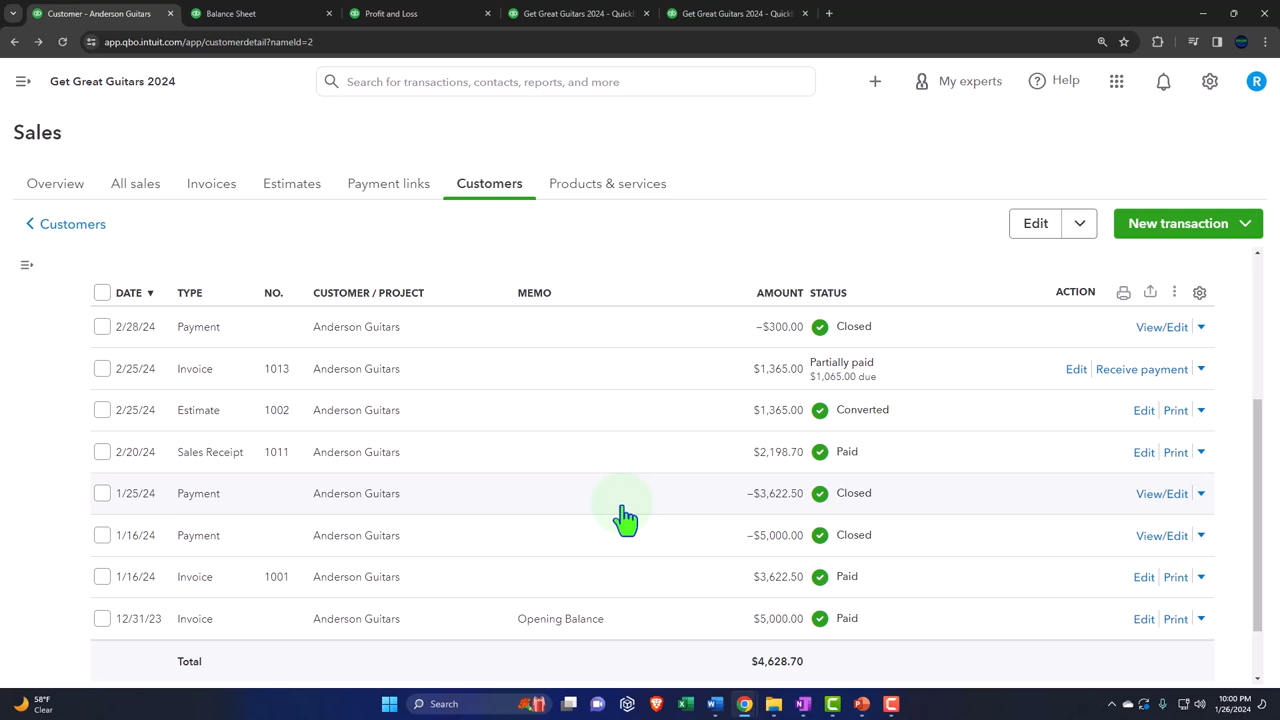 Customer - Anderson Guitars
Balance Sheet
Profit and Loss
Get Great Guitars 2024 - Quick
Get Great Guitars 2024 - Quick
app.qbo.intuit.com/app/customerdetail?nameId=2
Get Great Guitars 2024
Search for transactions, contacts, reports, and more
My experts
Help
R
Sales
Overview
All sales
Invoices
Estimates
Payment links
Customers
Products & services
Customers
Edit
New transaction
DATE ▼ TYPE NO. CUSTOMER / PROJECT MEMO AMOUNT STATUS ACTION
2/28/24 Payment Anderson Guitars −$300.00 Closed View/Edit
2/25/24 Invoice 1013 Anderson Guitars $1,365.00 Partially paid Edit Receive payment
$1,065.00 due
2/25/24 Estimate 1002 Anderson Guitars $1,365.00 Converted Edit Print
2/20/24 Sales Receipt 1011 Anderson Guitars $2,198.70 Paid Edit Print
1/25/24 Payment Anderson Guitars −$3,622.50 Closed View/Edit
1/16/24 Payment Anderson Guitars −$5,000.00 Closed View/Edit
1/16/24 Invoice 1001 Anderson Guitars $3,622.50 Paid Edit Print
12/31/23 Invoice Anderson Guitars Opening Balance $5,000.00 Paid Edit Print
Total $4,628.70
58°F
Clear
Search
10:00 PM
1/26/2024